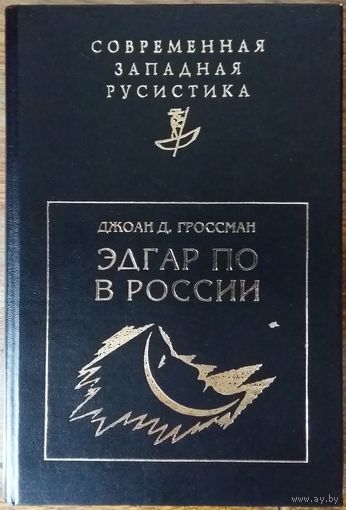 СОВРЕМЕННАЯ
ЗАПАДНАЯ
РУСИСТИКА
ДЖОАН Д. ГРОССМАН
ЭДГАР ПО
В РОССИИ
www.ay.by